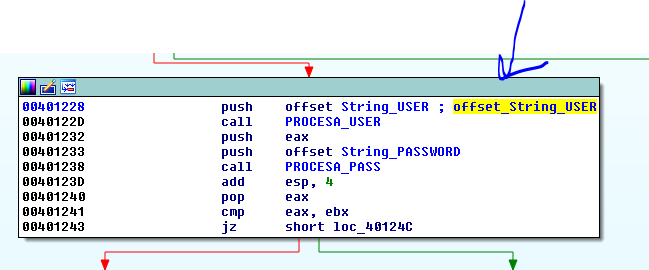 00401228 push offset String_USER ; offset_String_USER
0040122D call PROCESA_USER
00401232 push eax
00401233 push offset String_PASSWORD
00401238 call PROCESA_PASS
0040123D add esp, 4
00401240 pop eax
00401241 cmp eax, ebx
00401243 jz short loc_40124C